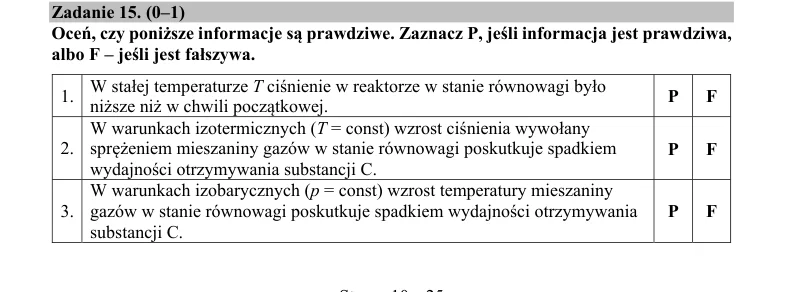 Zadanie 15. (0–1)
Oceń, czy poniższe informacje są prawdziwe. Zaznacz P, jeśli informacja jest prawdziwa,
albo F – jeśli jest fałszywa.
1. W stałej temperaturze T ciśnienie w reaktorze w stanie równowagi było P F
niższe niż w chwili początkowej.
2. W warunkach izotermicznych (T = const) wzrost ciśnienia wywołany P F
sprężeniem mieszaniny gazów w stanie równowagi poskutkuje spadkiem
wydajności otrzymywania substancji C.
3. W warunkach izobarycznych (p = const) wzrost temperatury mieszaniny P F
gazów w stanie równowagi poskutkuje spadkiem wydajności otrzymywania
substancji C.